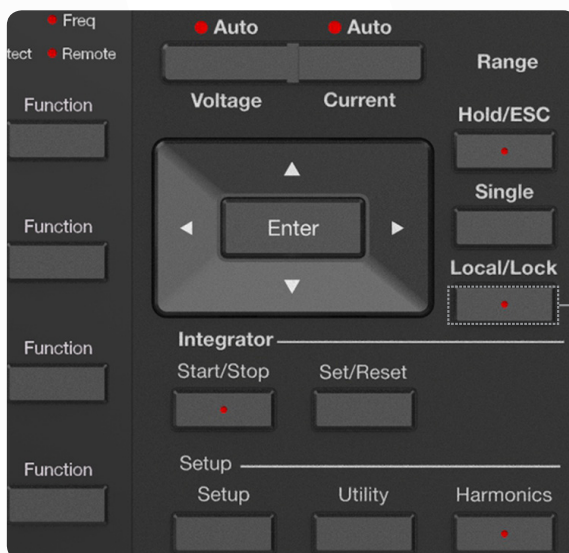 Freq
Auto Auto
tect Remote
Range
Voltage Current
Function
Hold/ESC
Single
Function
Enter
Local/Lock
Integrator
Function
Start/Stop Set/Reset
Setup
Function
Setup Utility Harmonics